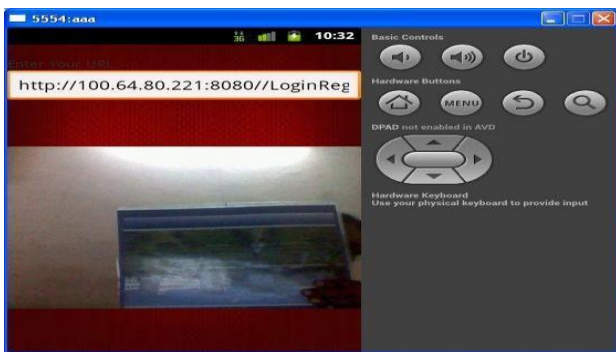 5554:aaa
3G
10:32
Enter Your URL
http://100.64.80.221:8080//LoginReg
Basic Controls
Hardware Buttons
MENU
DPAD not enabled in AVD
Hardware Keyboard
Use your physical keyboard to provide input